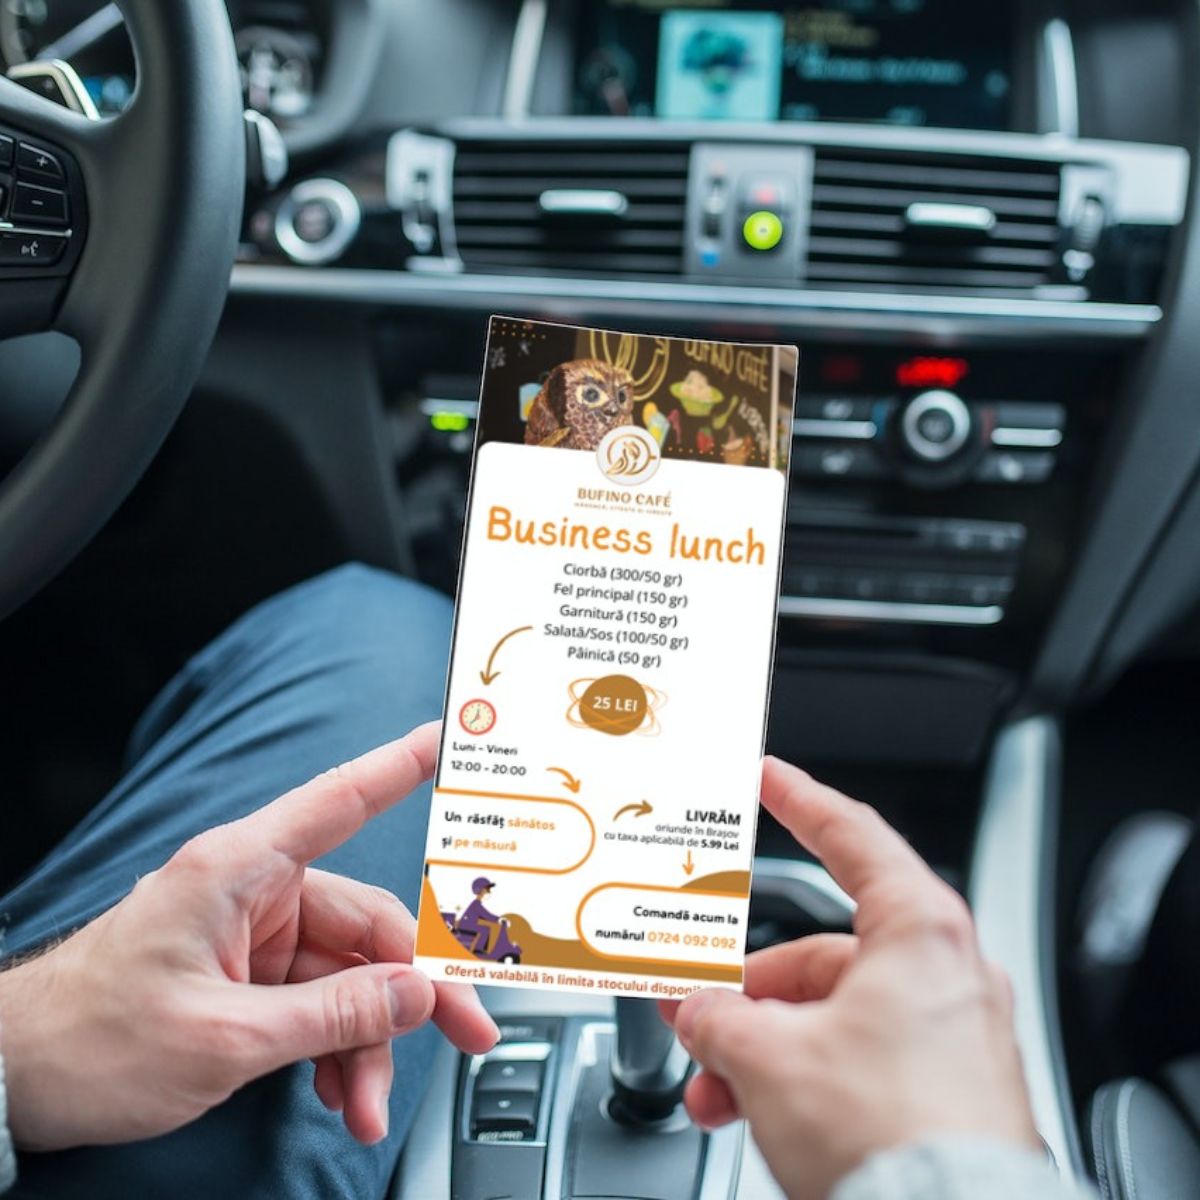 BUFINO CAFÉ
BUFINO CAFÉ
Business lunch
Ciorbă (300/50 gr)
Fel principal (150 gr)
Garnitură (150 gr)
Salată/Sos (100/50 gr)
Pâinică (50 gr)
25 LEI
Luni - Vineri
12:00 - 20:00
Un răsfăț sănătos
și pe măsură
LIVRĂM
oriunde în Brașov
cu taxa aplicabilă de 5.99 Lei
Comandă acum la
numărul 0724 092 092
Ofertă valabilă în limita stocului